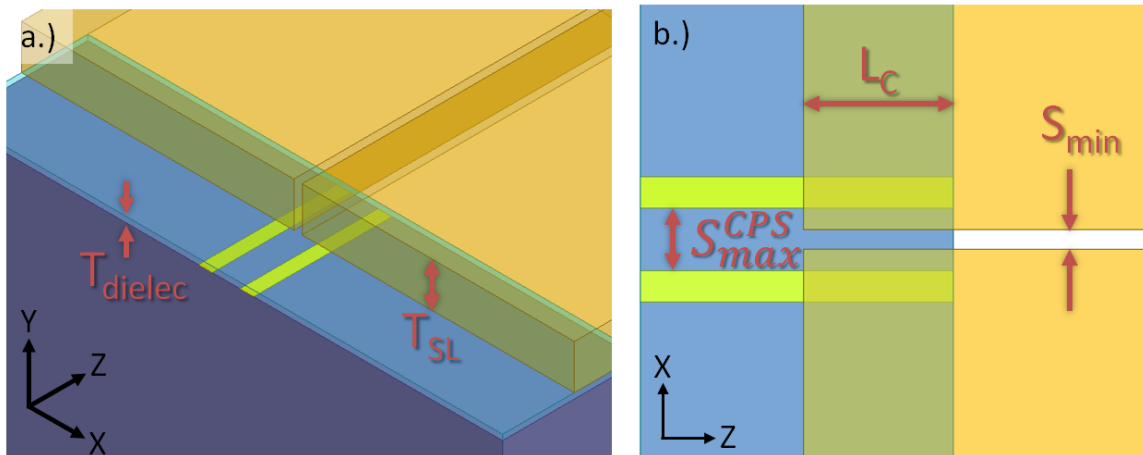 a.)
T_dielec
T_SL
Y
Z
X
b.)
L_C
S_min
S_max^CPS
X
Z